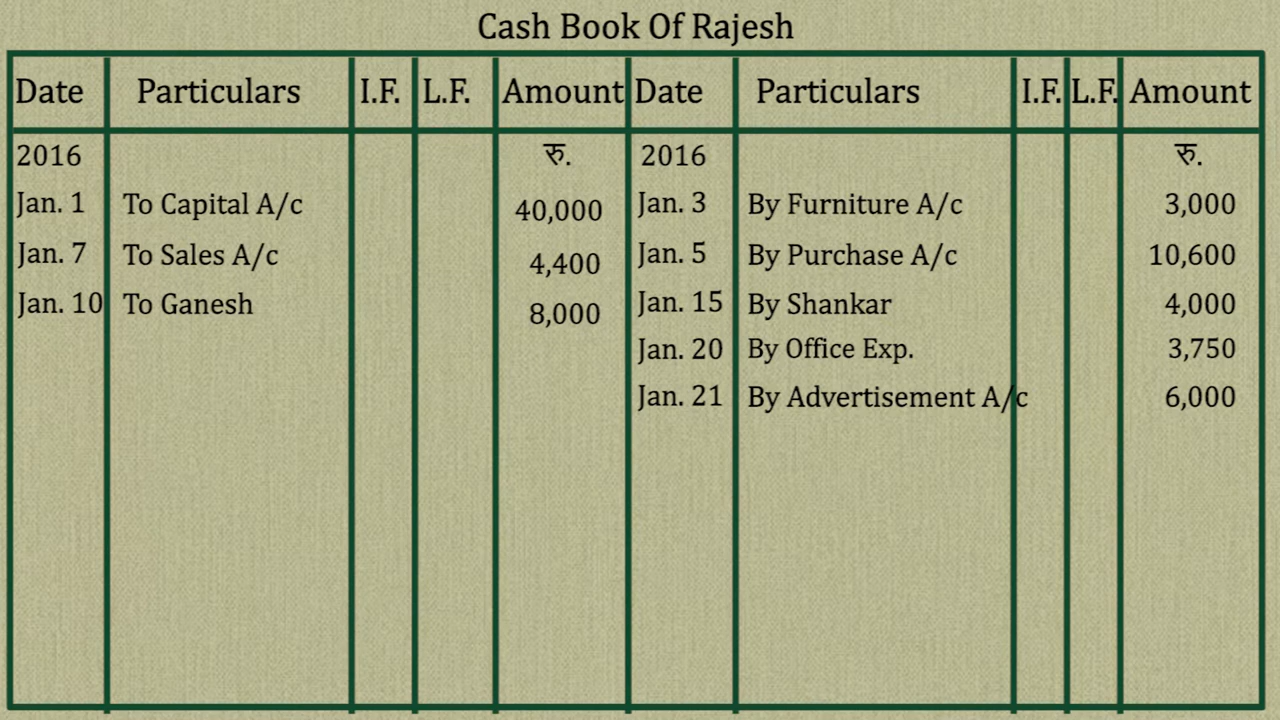 Cash Book Of Rajesh
Date Particulars I.F. L.F. Amount Date Particulars I.F. L.F. Amount
2016 रु. 2016 रु.
Jan. 1 To Capital A/c 40,000 Jan. 3 By Furniture A/c 3,000
Jan. 7 To Sales A/c 4,400 Jan. 5 By Purchase A/c 10,600
Jan. 10 To Ganesh 8,000 Jan. 15 By Shankar 4,000
Jan. 20 By Office Exp. 3,750
Jan. 21 By Advertisement A/c 6,000